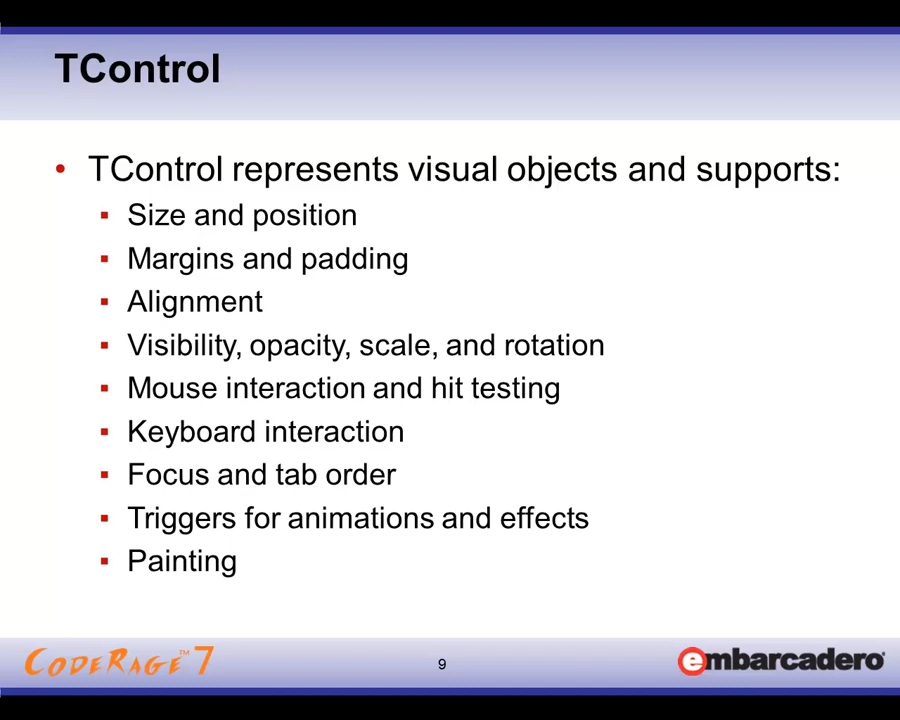 TControl
• TControl represents visual objects and supports:
▪ Size and position
▪ Margins and padding
▪ Alignment
▪ Visibility, opacity, scale, and rotation
▪ Mouse interaction and hit testing
▪ Keyboard interaction
▪ Focus and tab order
▪ Triggers for animations and effects
▪ Painting
CODERAGE™ 7
9
embarcadero®